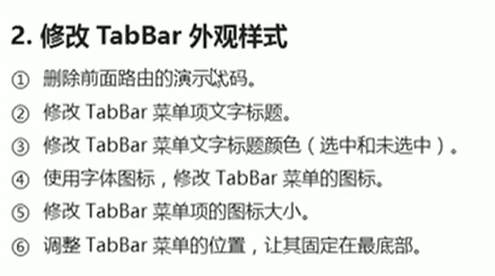 2. 修改 TabBar 外观样式
① 删除前面路由的演示代码。
② 修改 TabBar 菜单项文字标题。
③ 修改 TabBar 菜单文字标题颜色（选中和未选中）。
④ 使用字体图标，修改 TabBar 菜单的图标。
⑤ 修改 TabBar 菜单项的图标大小。
⑥ 调整 TabBar 菜单的位置，让其固定在最底部。